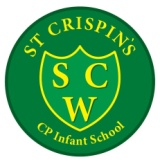 ST CRISPIN'S
S C
W
CP Infant School